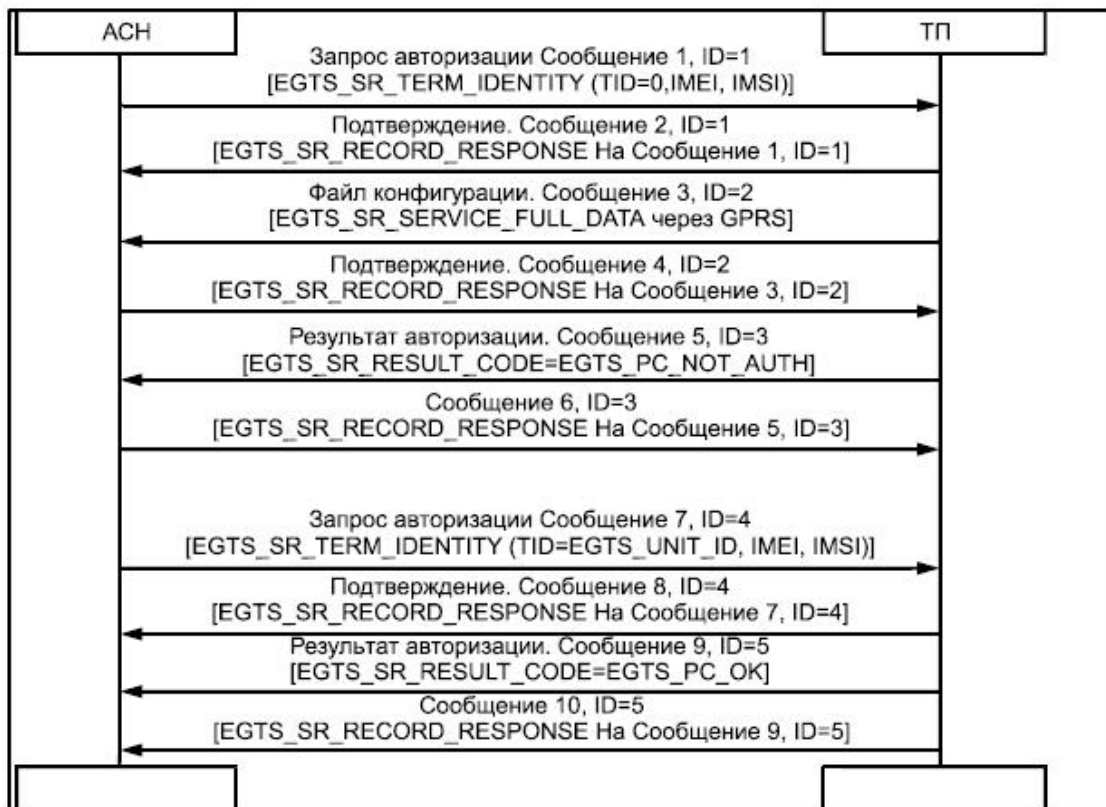 АСН
ТП
Запрос авторизации Сообщение 1, ID=1
[EGTS_SR_TERM_IDENTITY (TID=0,IMEI, IMSI)]
Подтверждение. Сообщение 2, ID=1
[EGTS_SR_RECORD_RESPONSE На Сообщение 1, ID=1]
Файл конфигурации. Сообщение 3, ID=2
[EGTS_SR_SERVICE_FULL_DATA через GPRS]
Подтверждение. Сообщение 4, ID=2
[EGTS_SR_RECORD_RESPONSE На Сообщение 3, ID=2]
Результат авторизации. Сообщение 5, ID=3
[EGTS_SR_RESULT_CODE=EGTS_PC_NOT_AUTH]
Сообщение 6, ID=3
[EGTS_SR_RECORD_RESPONSE На Сообщение 5, ID=3]
Запрос авторизации Сообщение 7, ID=4
[EGTS_SR_TERM_IDENTITY (TID=EGTS_UNIT_ID, IMEI, IMSI)]
Подтверждение. Сообщение 8, ID=4
[EGTS_SR_RECORD_RESPONSE На Сообщение 7, ID=4]
Результат авторизации. Сообщение 9, ID=5
[EGTS_SR_RESULT_CODE=EGTS_PC_OK]
Сообщение 10, ID=5
[EGTS_SR_RECORD_RESPONSE На Сообщение 9, ID=5]